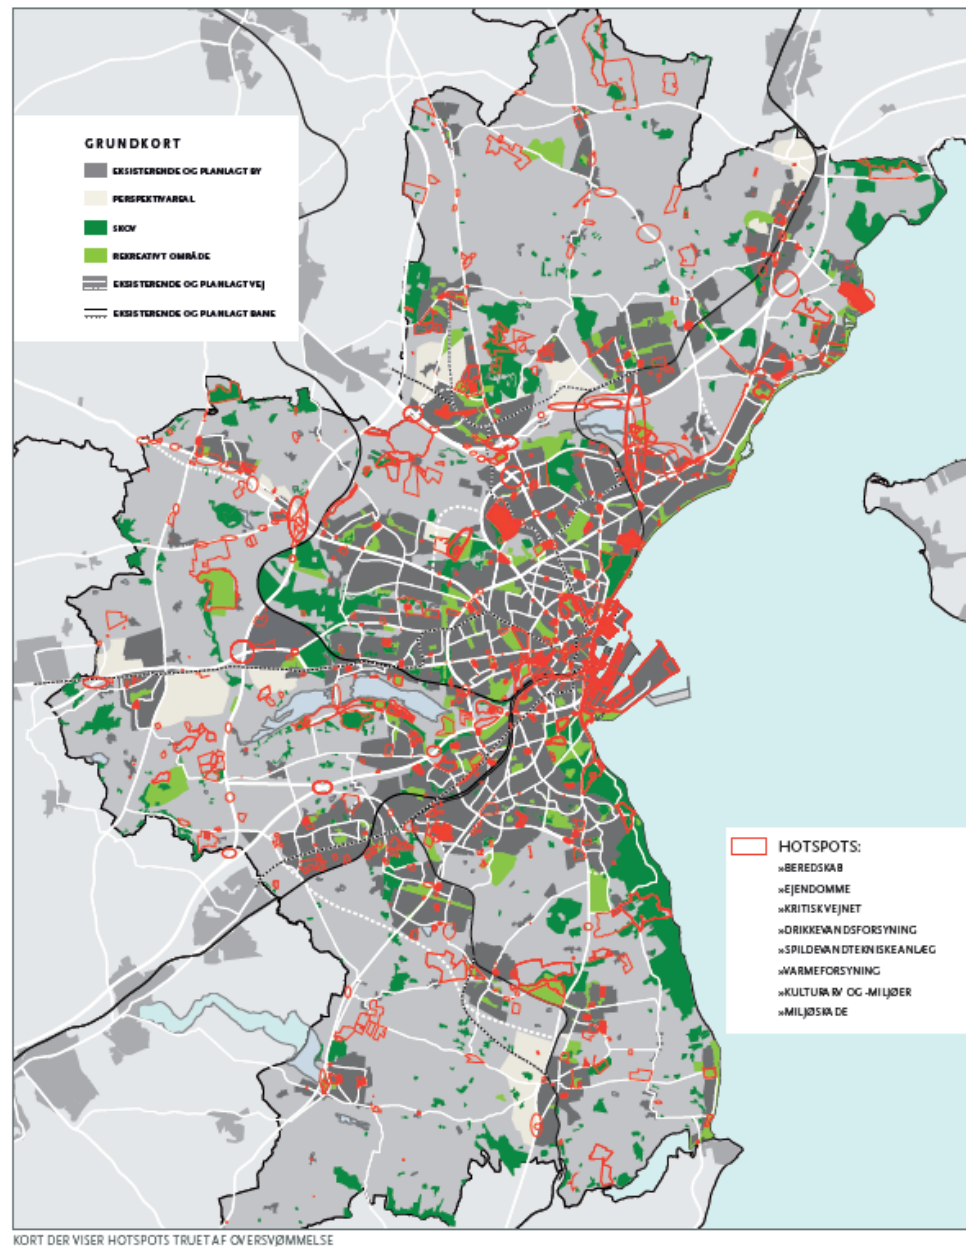 GRUNDKORT
EKSISTERENDE OG PLANLAGT BY
PERSPEKTIVAREAL
SKOV
REKREATIVT OMRÅDE
EKSISTERENDE OG PLANLAGT VEJ
EKSISTERENDE OG PLANLAGT BANE
HOTSPOTS:
»BEREDSKAB
»EJENDOMME
»KRITISK VEJNET
»DRIKKEVANDSFORSYNING
»SPILDEVANDTEKNISKE ANLÆG
»VARMEFORSYNING
»KULTURARV OG -MILJØER
»MILJØSKADE
KORT DER VISER HOTSPOTS TRUET AF OVERSVØMMELSE